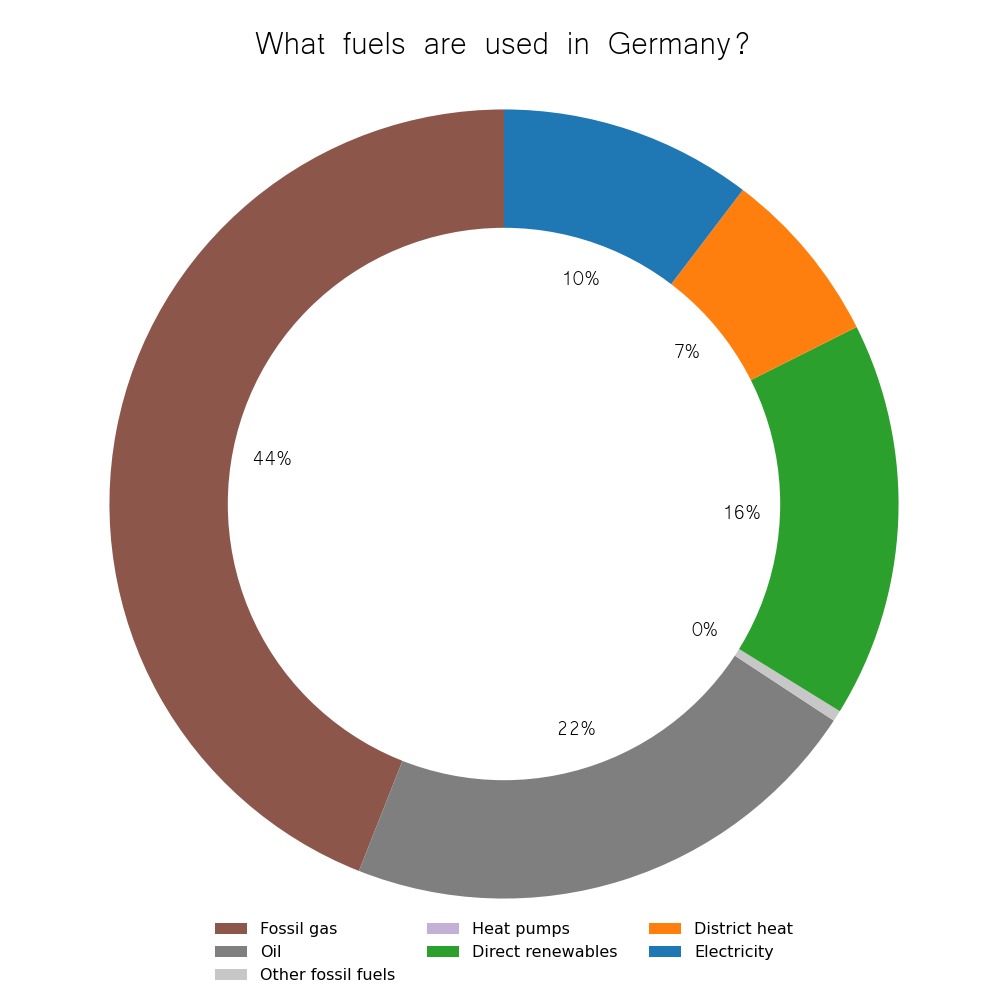 What fuels are used in Germany?
10%
7%
44%
16%
0%
22%
Fossil gas
Oil
Other fossil fuels
Heat pumps
Direct renewables
District heat
Electricity